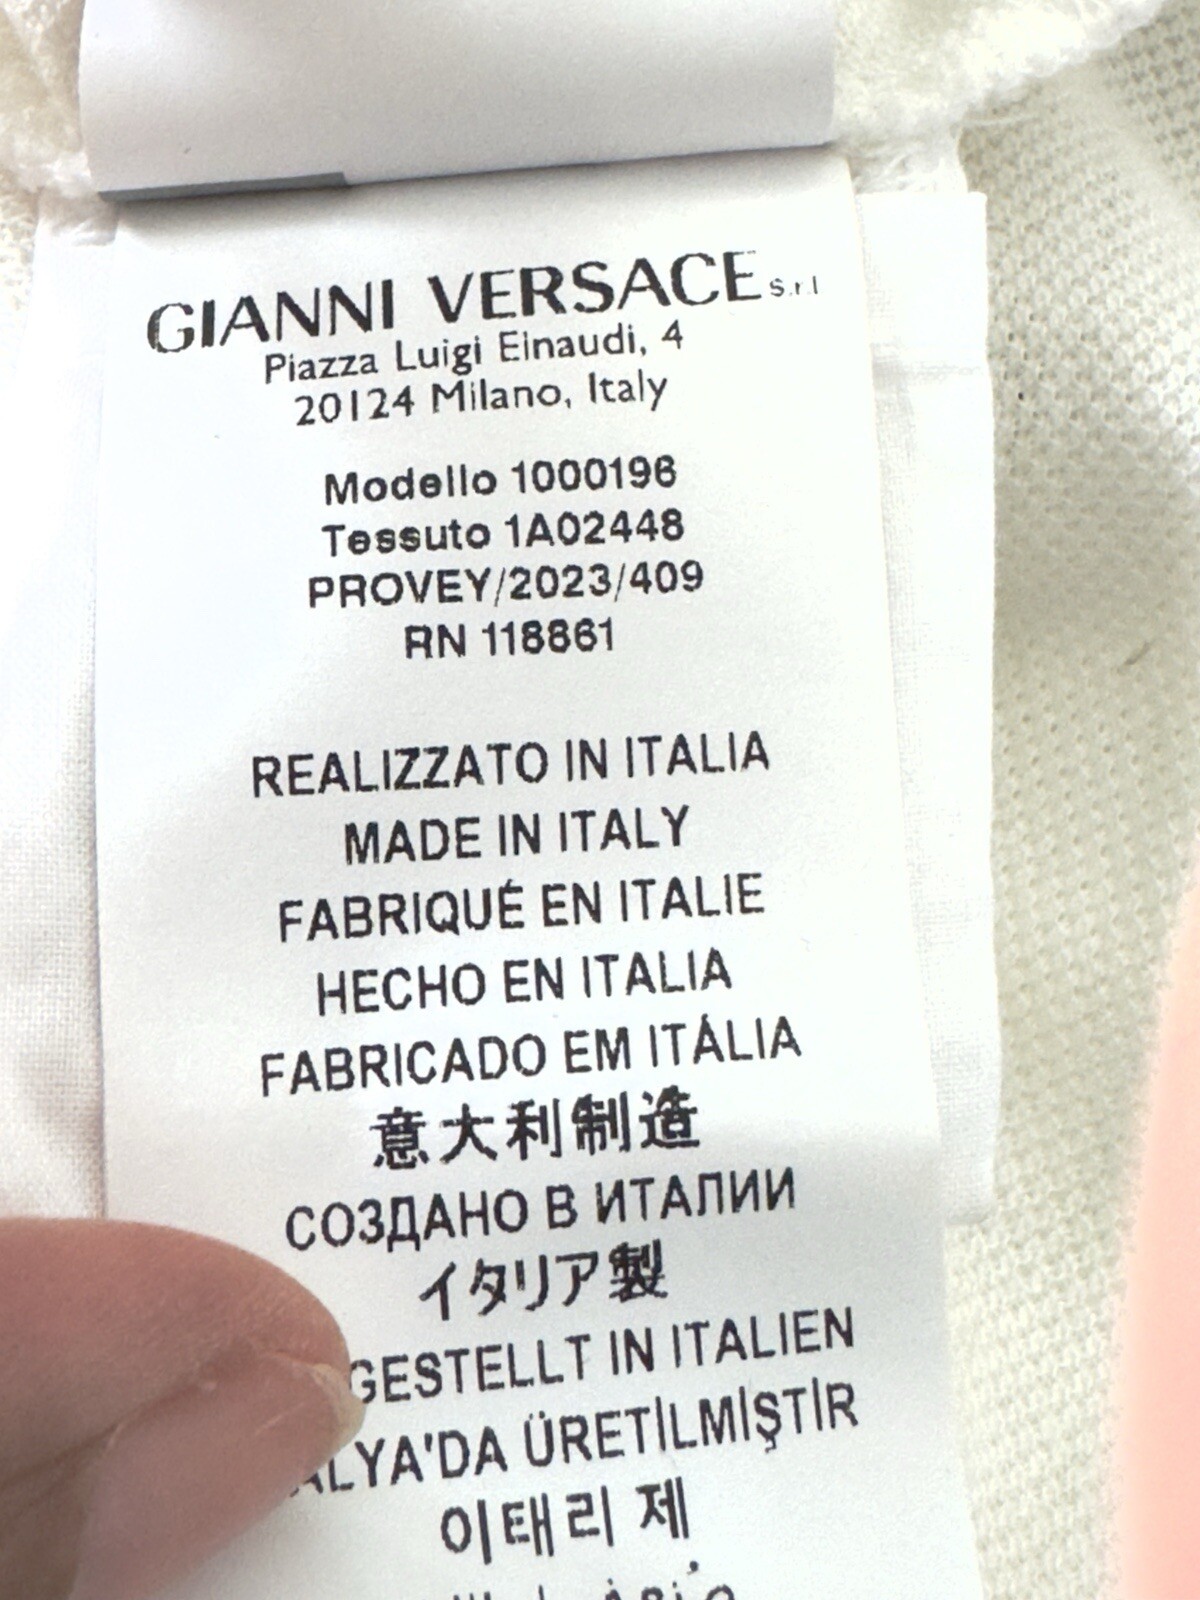 GIANNI VERSACE s.r.l
Piazza Luigi Einaudi, 4
20124 Milano, Italy
Modello 1000196
Tessuto 1A02448
PROVEY/2023/409
RN 118861
REALIZZATO IN ITALIA
MADE IN ITALY
FABRIQUÉ EN ITALIE
HECHO EN ITALIA
FABRICADO EM ITÁLIA
意大利制造
СОЗДАНО В ИТАЛИИ
イタリア製
GESTELLT IN ITALIEN
ALYA'DA ÜRETİLMİŞTİR
이태리 제